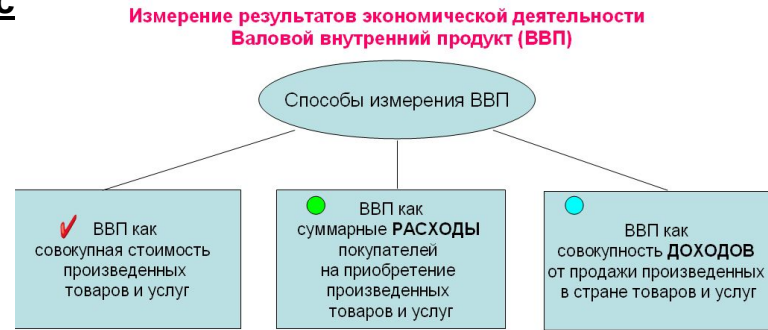 с
Измерение результатов экономической деятельности
Валовой внутренний продукт (ВВП)
Способы измерения ВВП
ВВП как
совокупная стоимость
произведенных
товаров и услуг
ВВП как
суммарные РАСХОДЫ
покупателей
на приобретение
произведенных
товаров и услуг
ВВП как
совокупность ДОХОДОВ
от продажи произведенных
в стране товаров и услуг